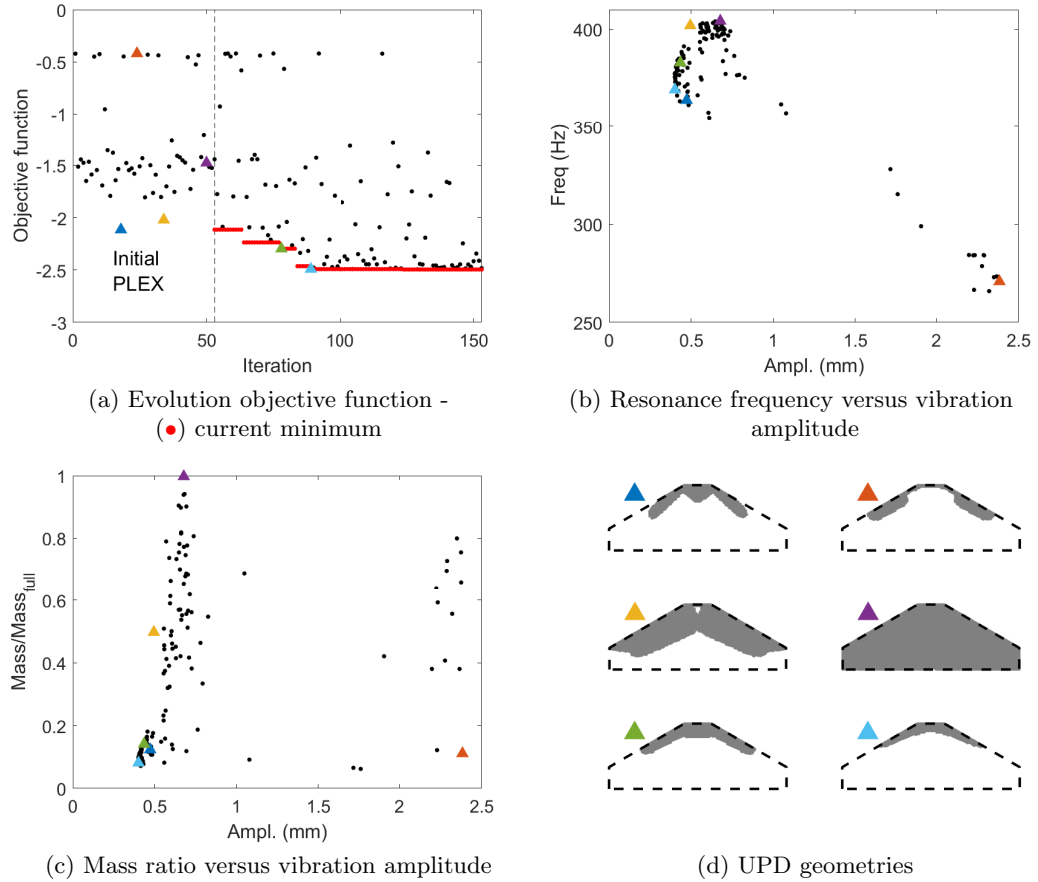 0
-0.5
-1
-1.5
-2
-2.5
-3
Objective function
Initial
PLEX
0 50 100 150
Iteration
(a) Evolution objective function -
(●) current minimum
400
350
300
250
Freq (Hz)
0 0.5 1 1.5 2 2.5
Ampl. (mm)
(b) Resonance frequency versus vibration
amplitude
1
0.8
0.6
0.4
0.2
0
Mass/Mass_full
0 0.5 1 1.5 2 2.5
Ampl. (mm)
(c) Mass ratio versus vibration amplitude
(d) UPD geometries